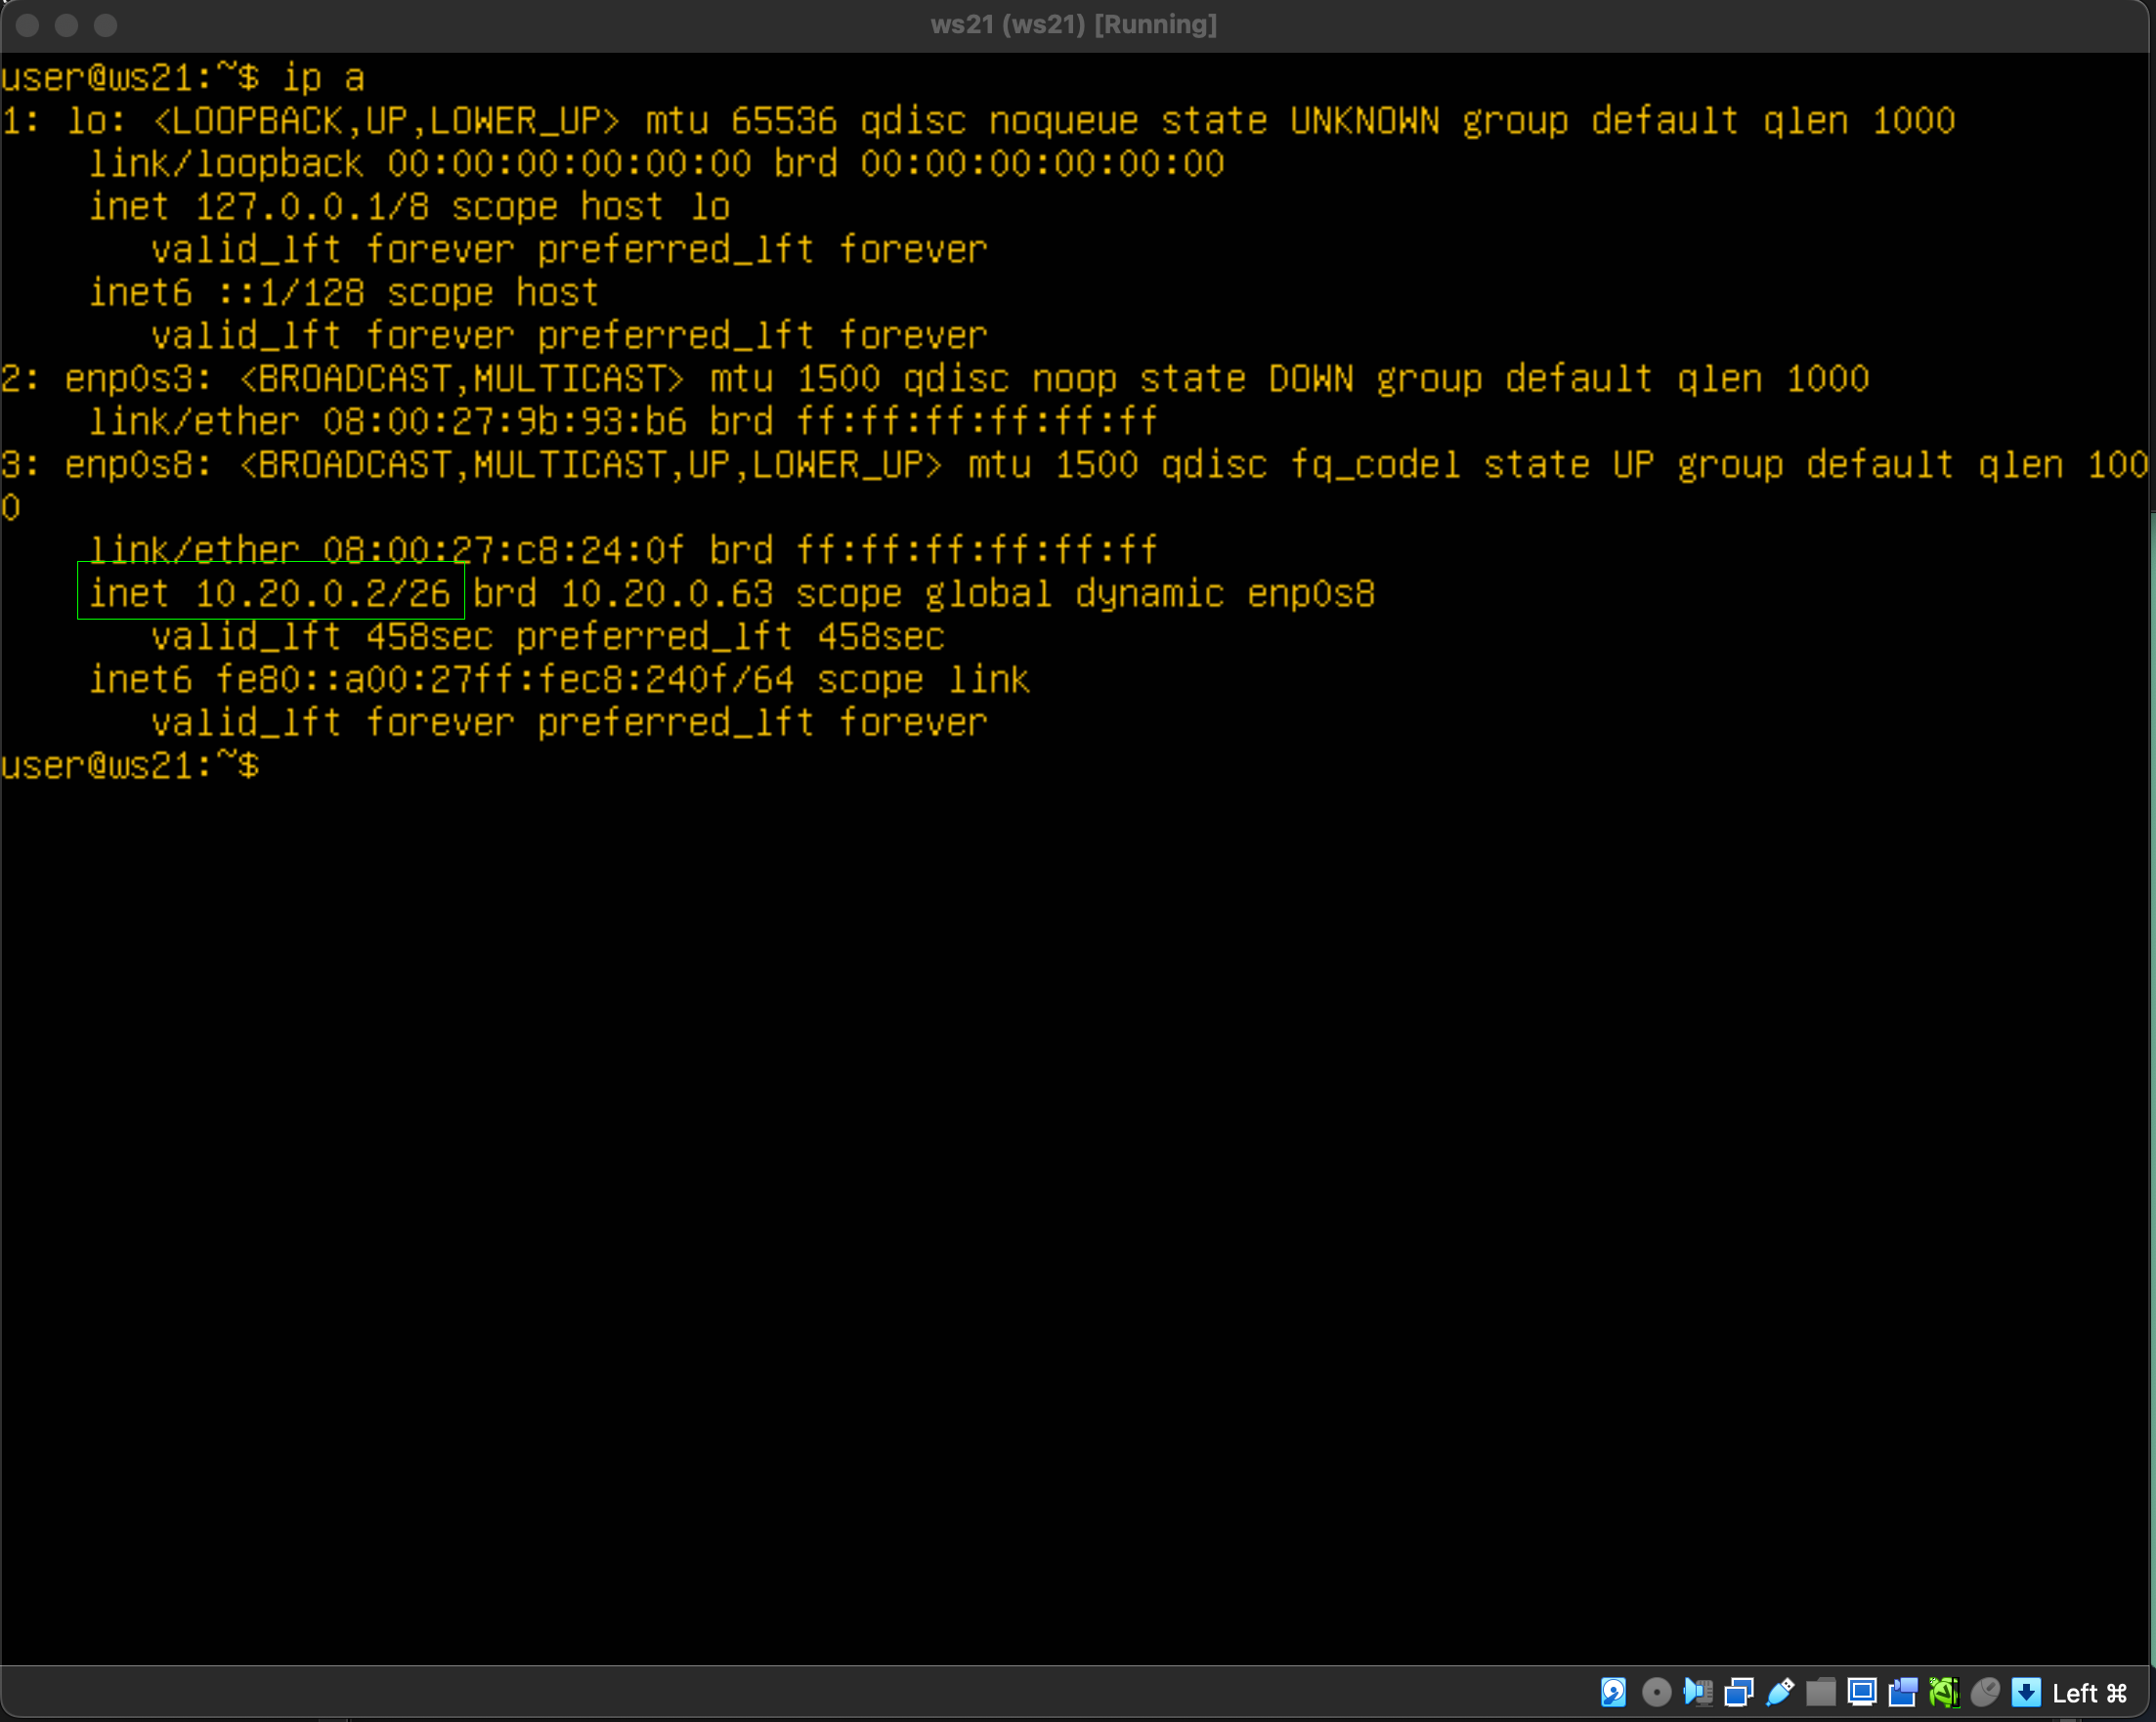 ws21 (ws21) [Running]
user@ws21:~$ ip a
1: lo: <LOOPBACK,UP,LOWER_UP> mtu 65536 qdisc noqueue state UNKNOWN group default qlen 1000
    link/loopback 00:00:00:00:00:00 brd 00:00:00:00:00:00
    inet 127.0.0.1/8 scope host lo
       valid_lft forever preferred_lft forever
    inet6 ::1/128 scope host
       valid_lft forever preferred_lft forever
2: enp0s3: <BROADCAST,MULTICAST> mtu 1500 qdisc noop state DOWN group default qlen 1000
    link/ether 08:00:27:9b:93:b6 brd ff:ff:ff:ff:ff:ff
3: enp0s8: <BROADCAST,MULTICAST,UP,LOWER_UP> mtu 1500 qdisc fq_codel state UP group default qlen 100
0
    link/ether 08:00:27:c8:24:0f brd ff:ff:ff:ff:ff:ff
    inet 10.20.0.2/26 brd 10.20.0.63 scope global dynamic enp0s8
       valid_lft 458sec preferred_lft 458sec
    inet6 fe80::a00:27ff:fec8:240f/64 scope link
       valid_lft forever preferred_lft forever
user@ws21:~$
Left ⌘